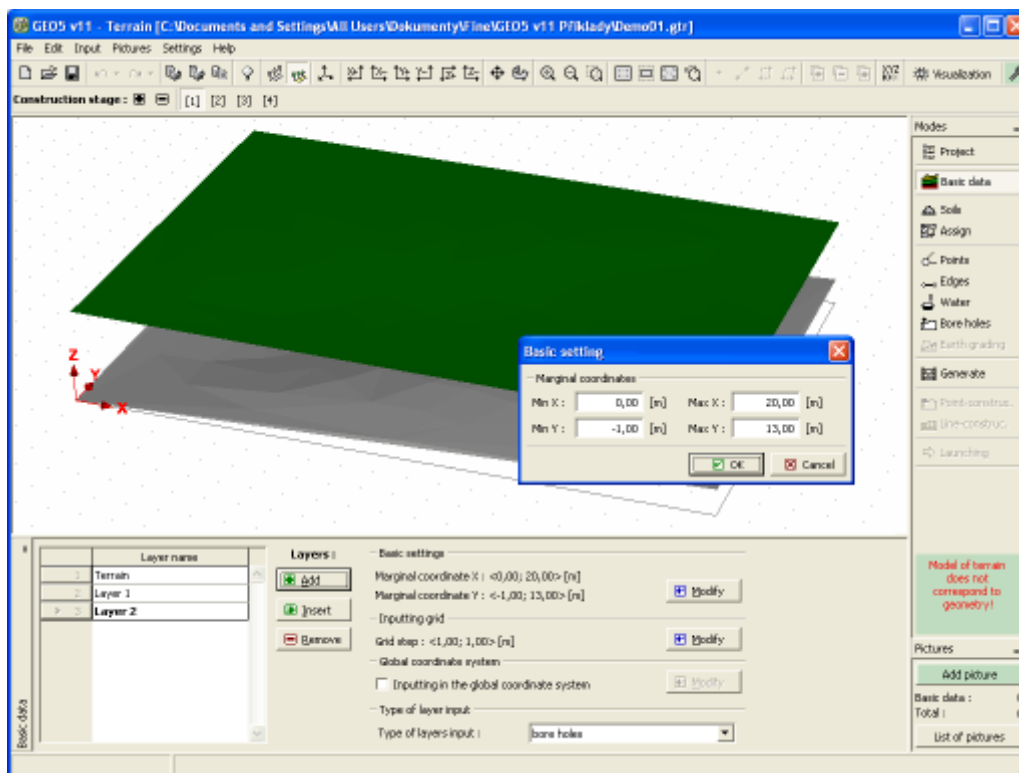 GEO5 v11 - Terrain [C:\Documents and Settings\All Users\Dokumenty\Fine\GEO5 v11 Příklady\Demo01.gtr]
File Edit Input Pictures Settings Help
Visualization
Construction stage : [1] [2] [3] [4]
Modes
Project
Basic data
Soils
Assign
Points
Edges
Water
Bore holes
Earth grading
Generate
Point-construc.
Line-construc.
Launching
Z
Y
X
Basic setting
Marginal coordinates
Min X : 0,00 [m] Max X : 20,00 [m]
Min Y : -1,00 [m] Max Y : 13,00 [m]
OK Cancel
Model of terrain
does not
correspond to
geometry!
Layer name
1 Terrain
2 Layer 1
> 3 Layer 2
Layers :
Add
Insert
Remove
Basic settings
Marginal coordinate X : <0,00; 20,00> [m]
Marginal coordinate Y : <-1,00; 13,00> [m]
Modify
Inputting grid
Grid step : <1,00; 1,00> [m]
Modify
Global coordinate system
Inputting in the global coordinate system
Modify
Type of layer input
Type of layers input : bore holes
Basic data
Pictures
Add picture
Basic data :
Total :
List of pictures